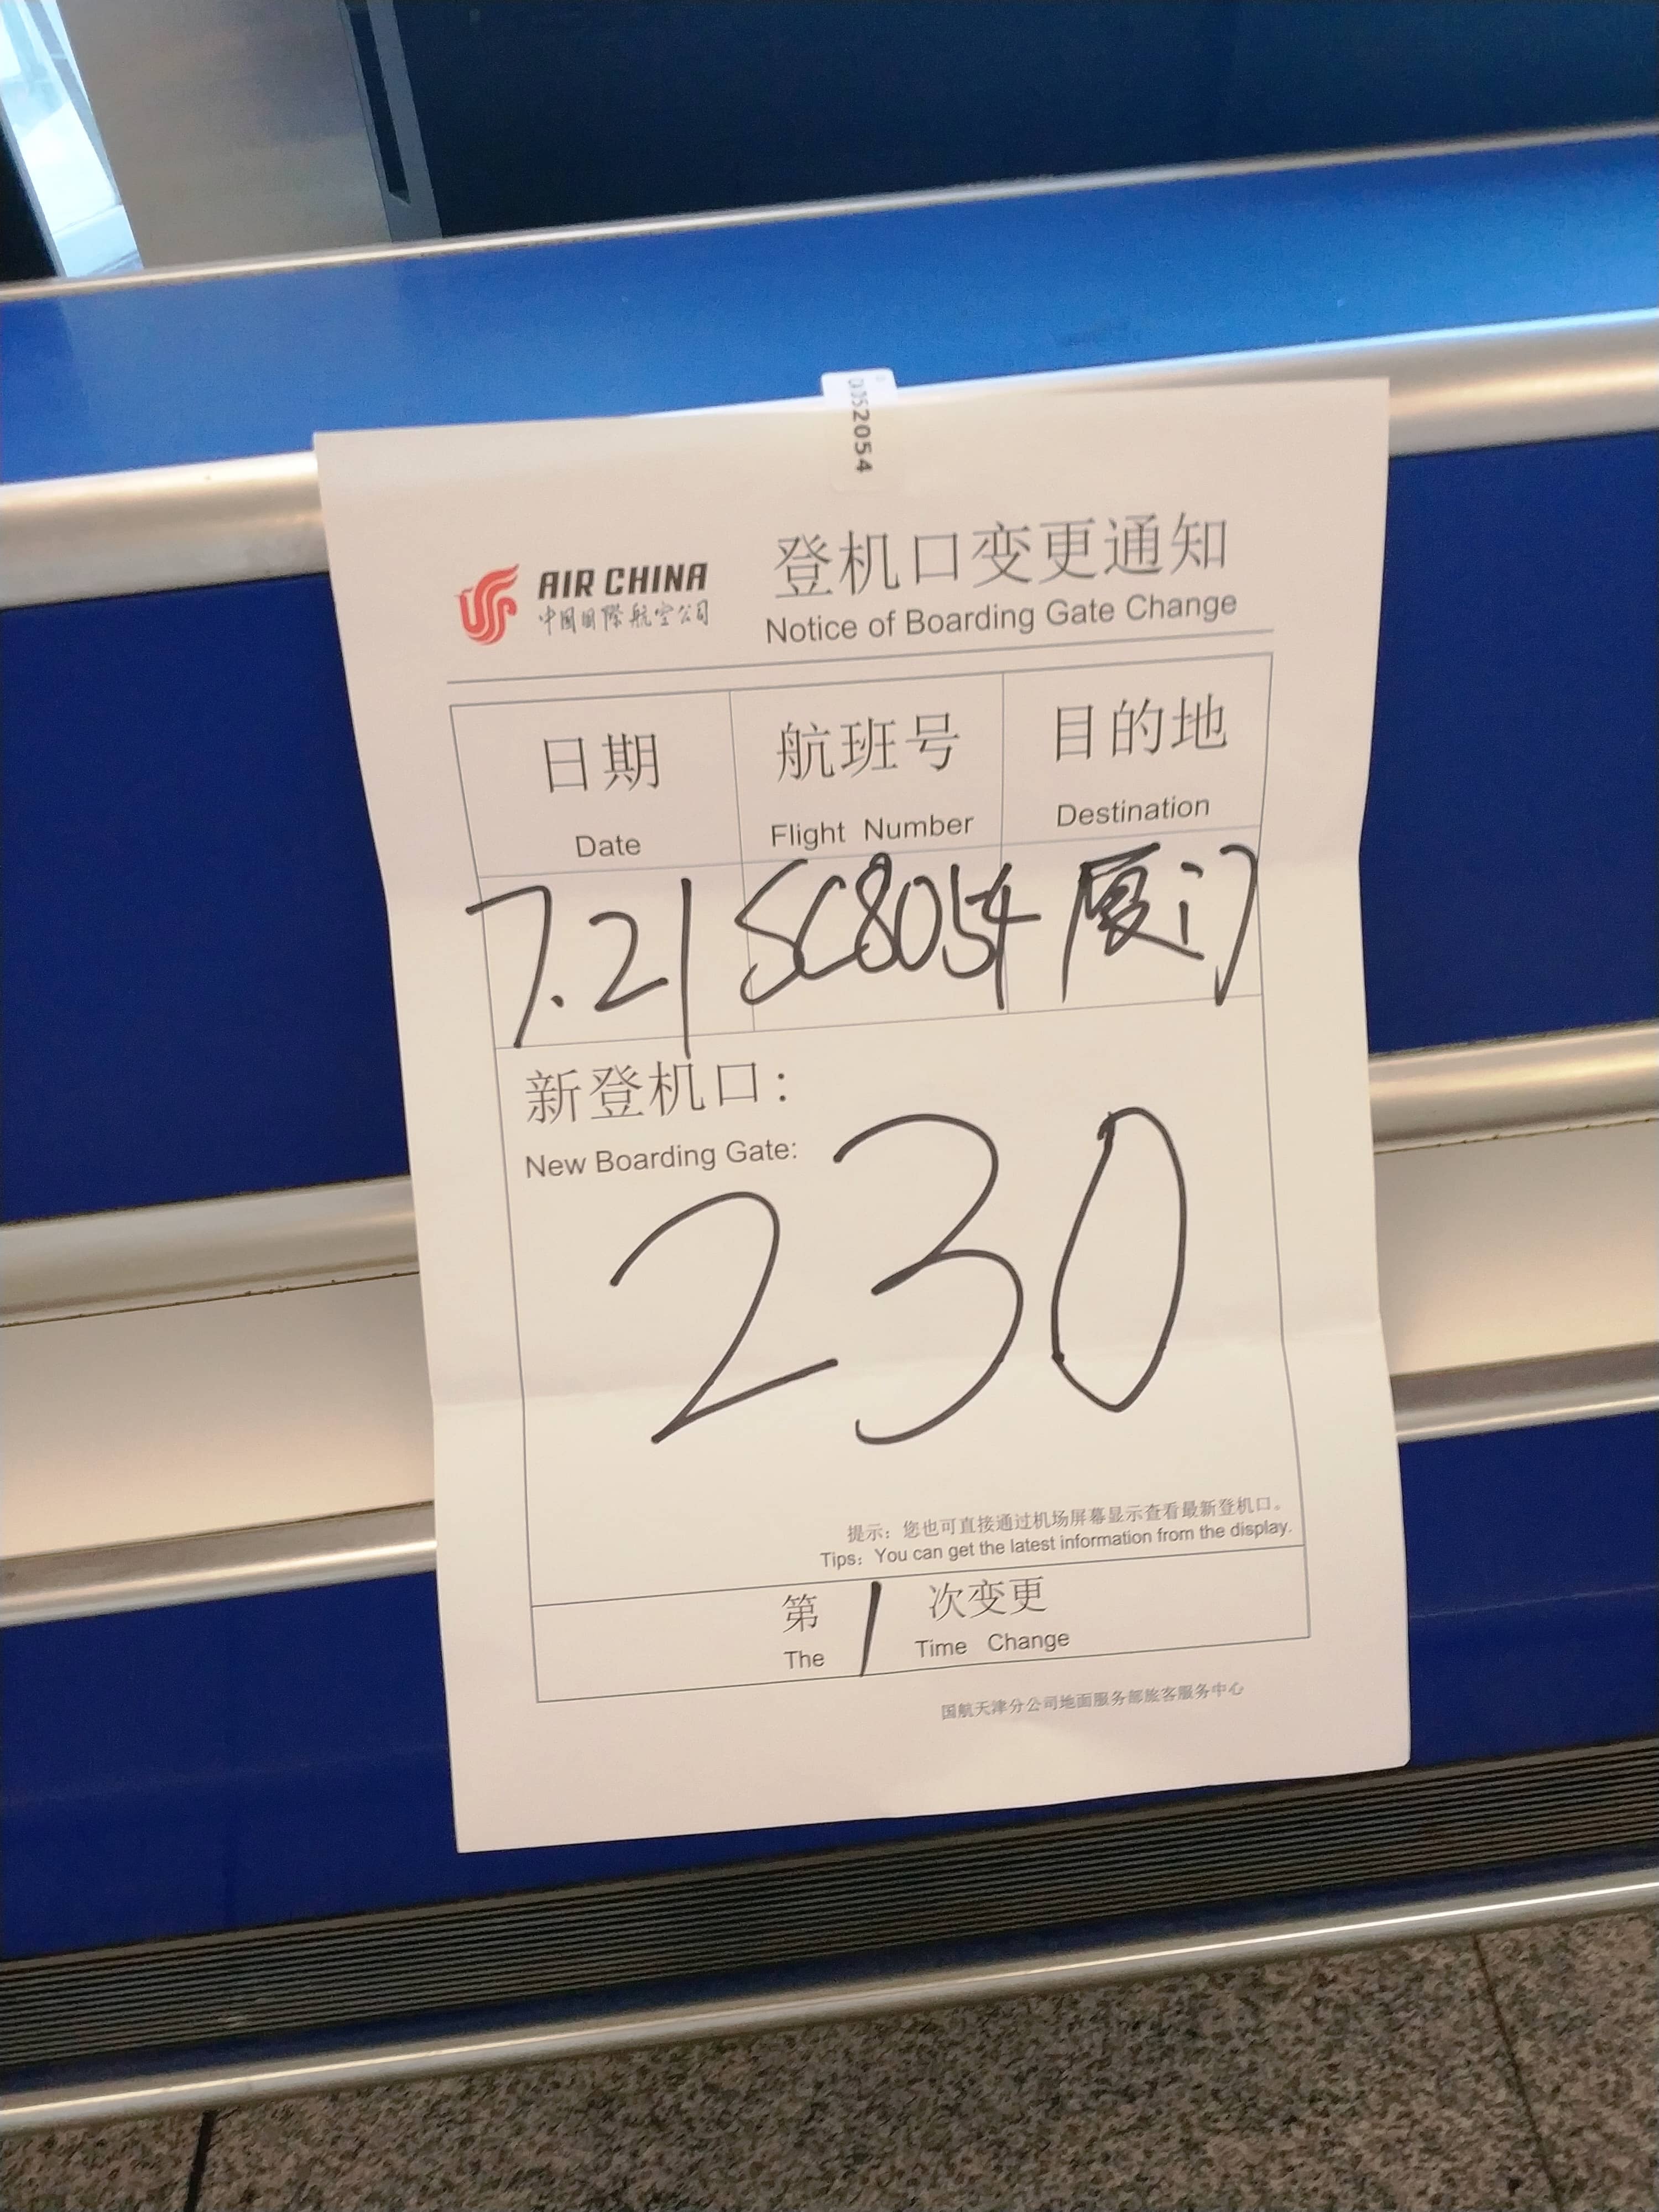 AIR CHINA
中国国际航空公司
登机口变更通知
Notice of Boarding Gate Change
日期 航班号 目的地
Date Flight Number Destination
7.21 SC8054 厦门
新登机口:
New Boarding Gate:
230
提示：您也可直接通过机场屏幕显示查看最新登机口。
Tips: You can get the latest information from the display.
第 1 次变更
The Time Change
国航天津分公司地面服务部旅客服务中心